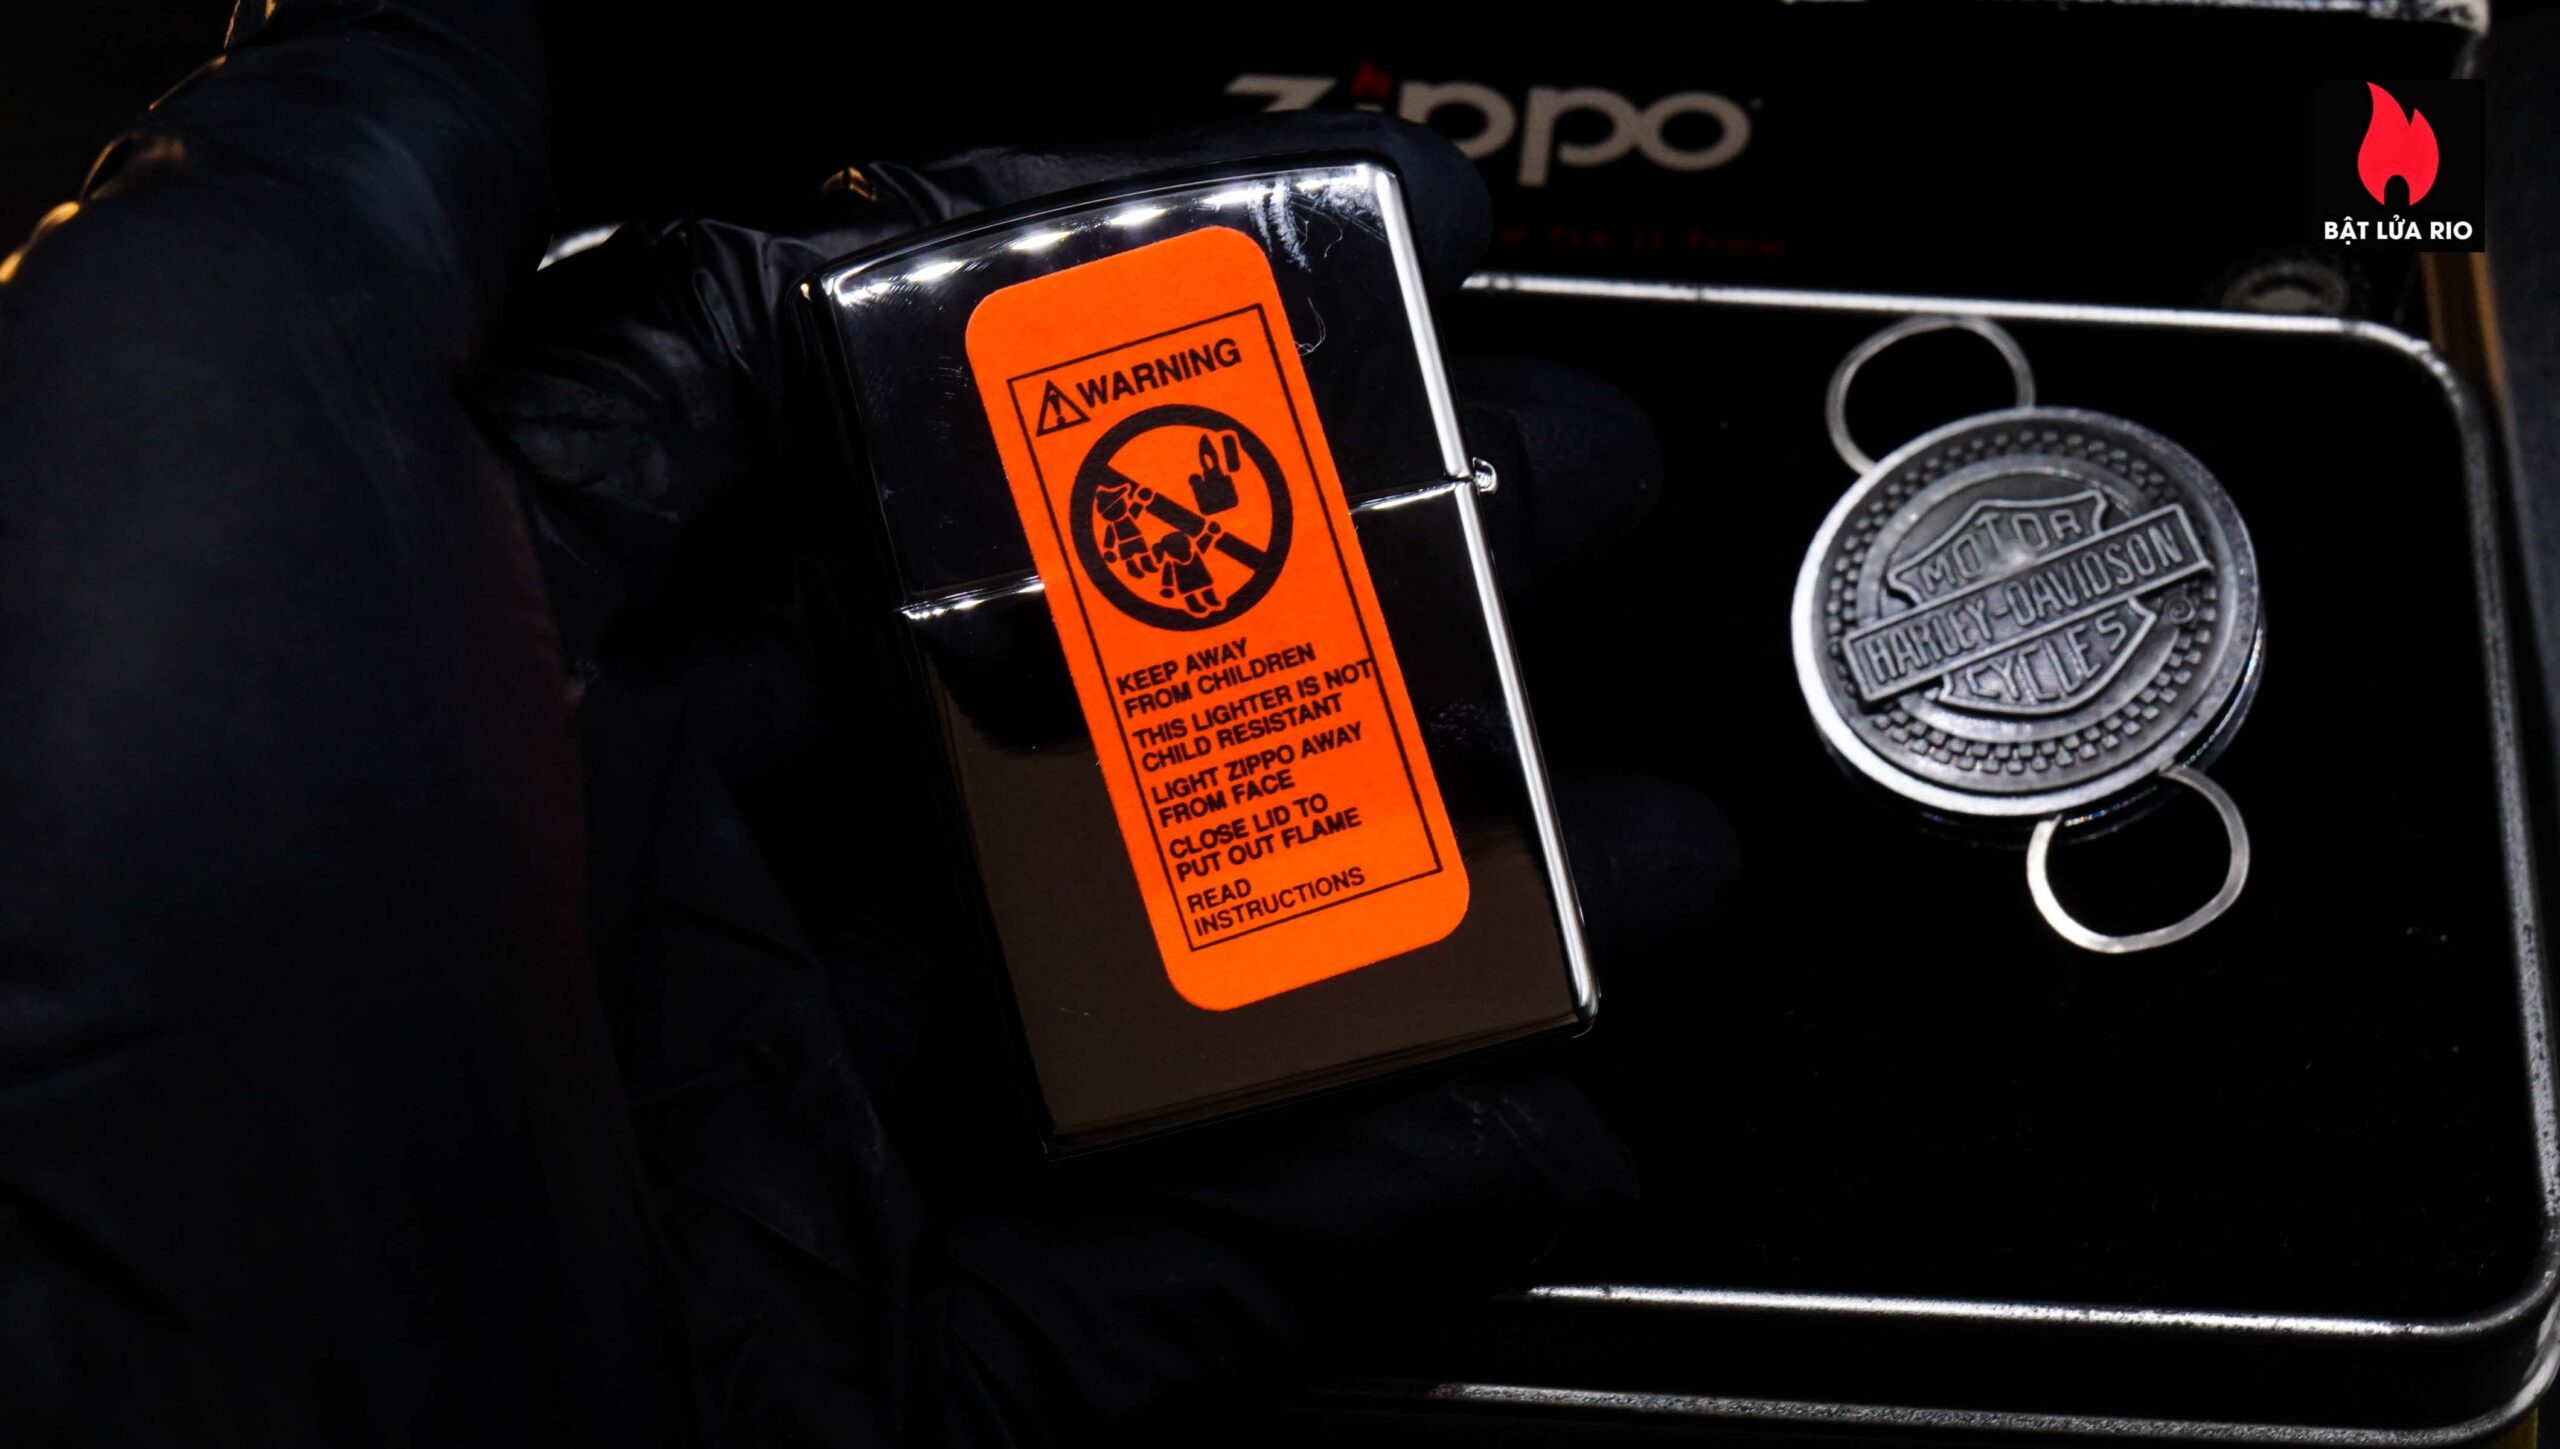 zippo
BẬT LỬA RIO
WARNING
KEEP AWAY
FROM CHILDREN
THIS LIGHTER IS NOT
CHILD RESISTANT
LIGHT ZIPPO AWAY
FROM FACE
CLOSE LID TO
PUT OUT FLAME
READ
INSTRUCTIONS
MOTOR
HARLEY-DAVIDSON
CYCLES